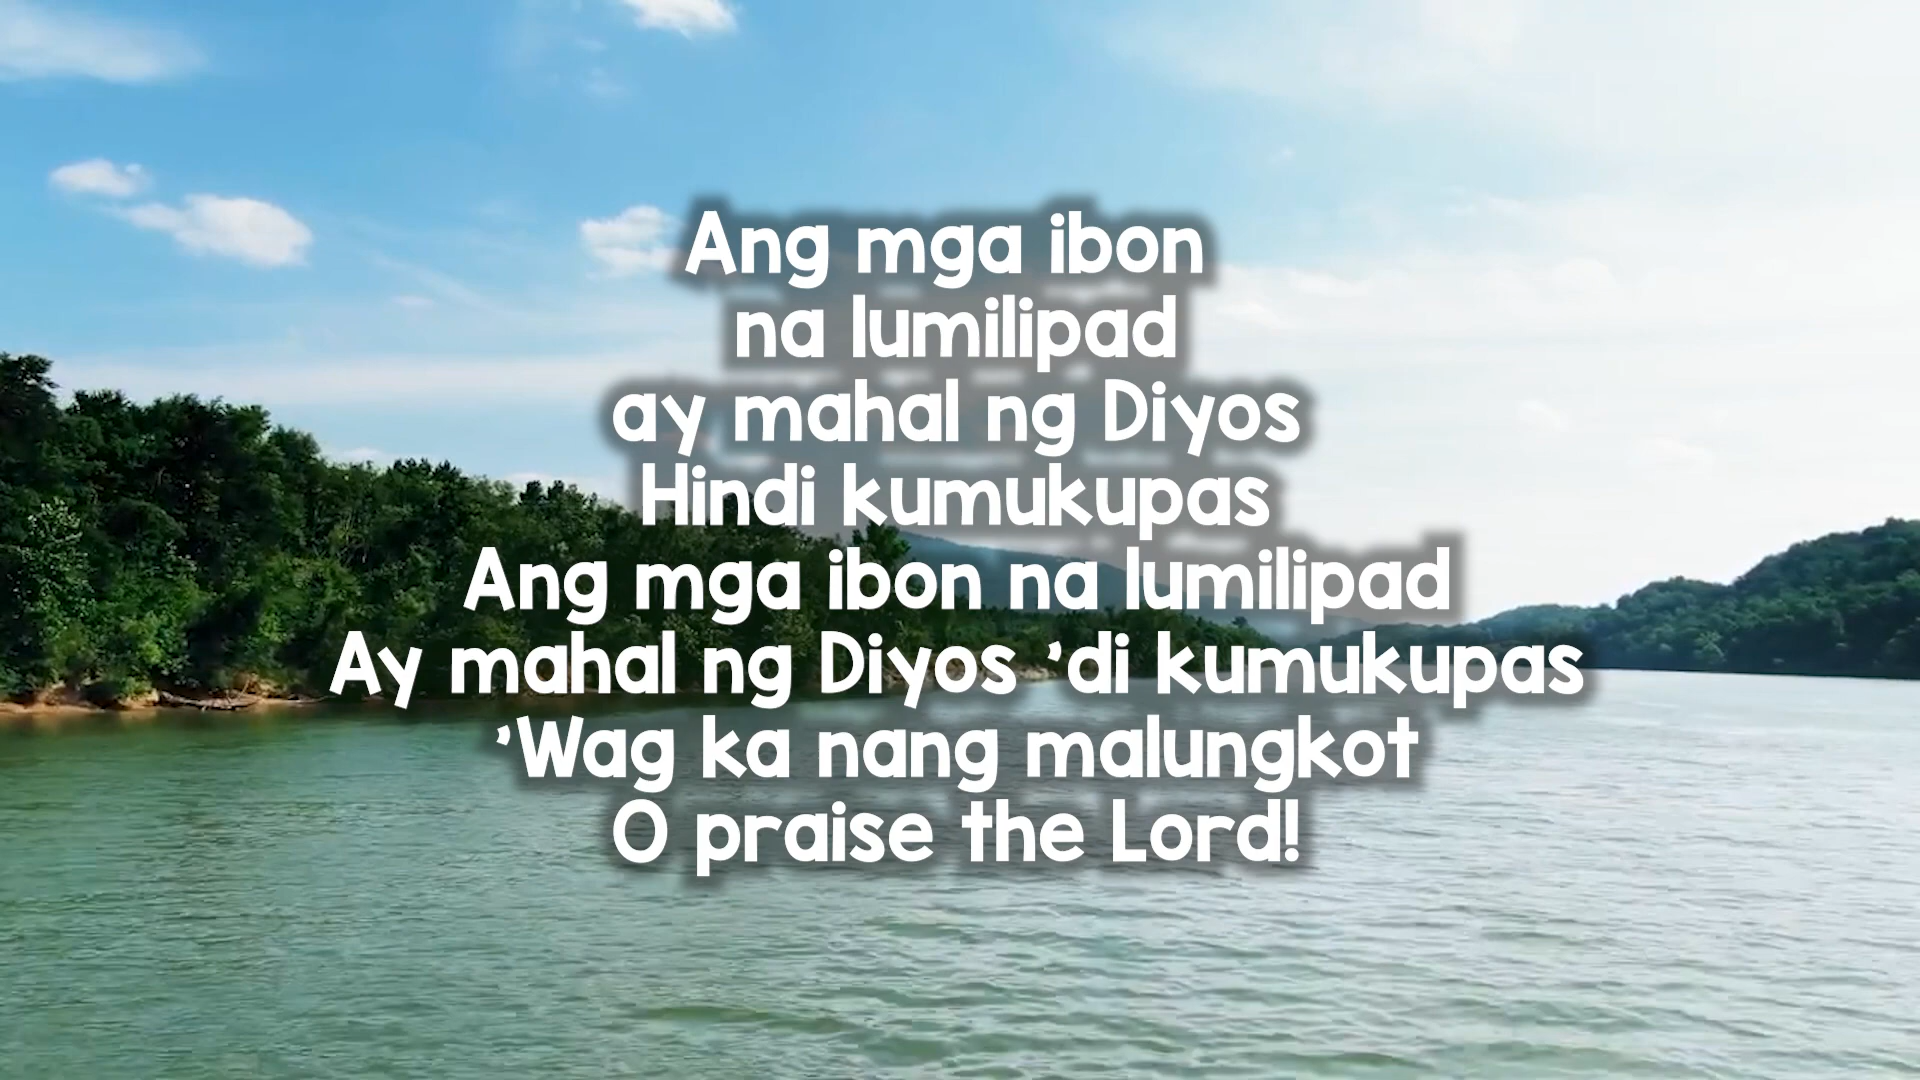 Ang mga ibon
na lumilipad
ay mahal ng Diyos
Hindi kumukupas
Ang mga ibon na lumilipad
Ay mahal ng Diyos 'di kumukupas
'Wag ka nang malungkot
O praise the Lord!